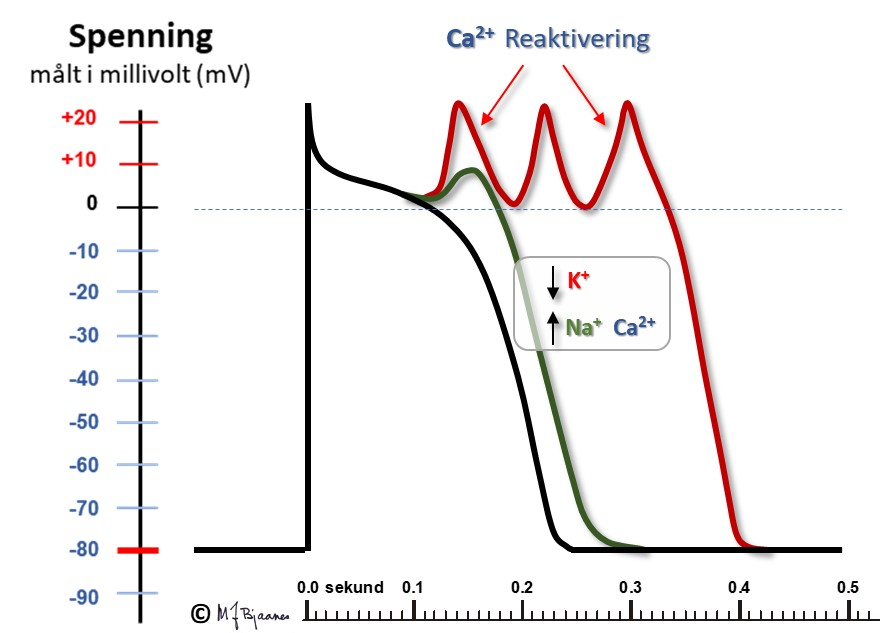 Spenning
målt i millivolt (mV)
Ca²⁺ Reaktivering
+20
+10
0
-10
-20
-30
-40
-50
-60
-70
-80
-90
↓ K⁺
↑ Na⁺ Ca²⁺
0.0 sekund 0.1 0.2 0.3 0.4 0.5
© MJBjaanes